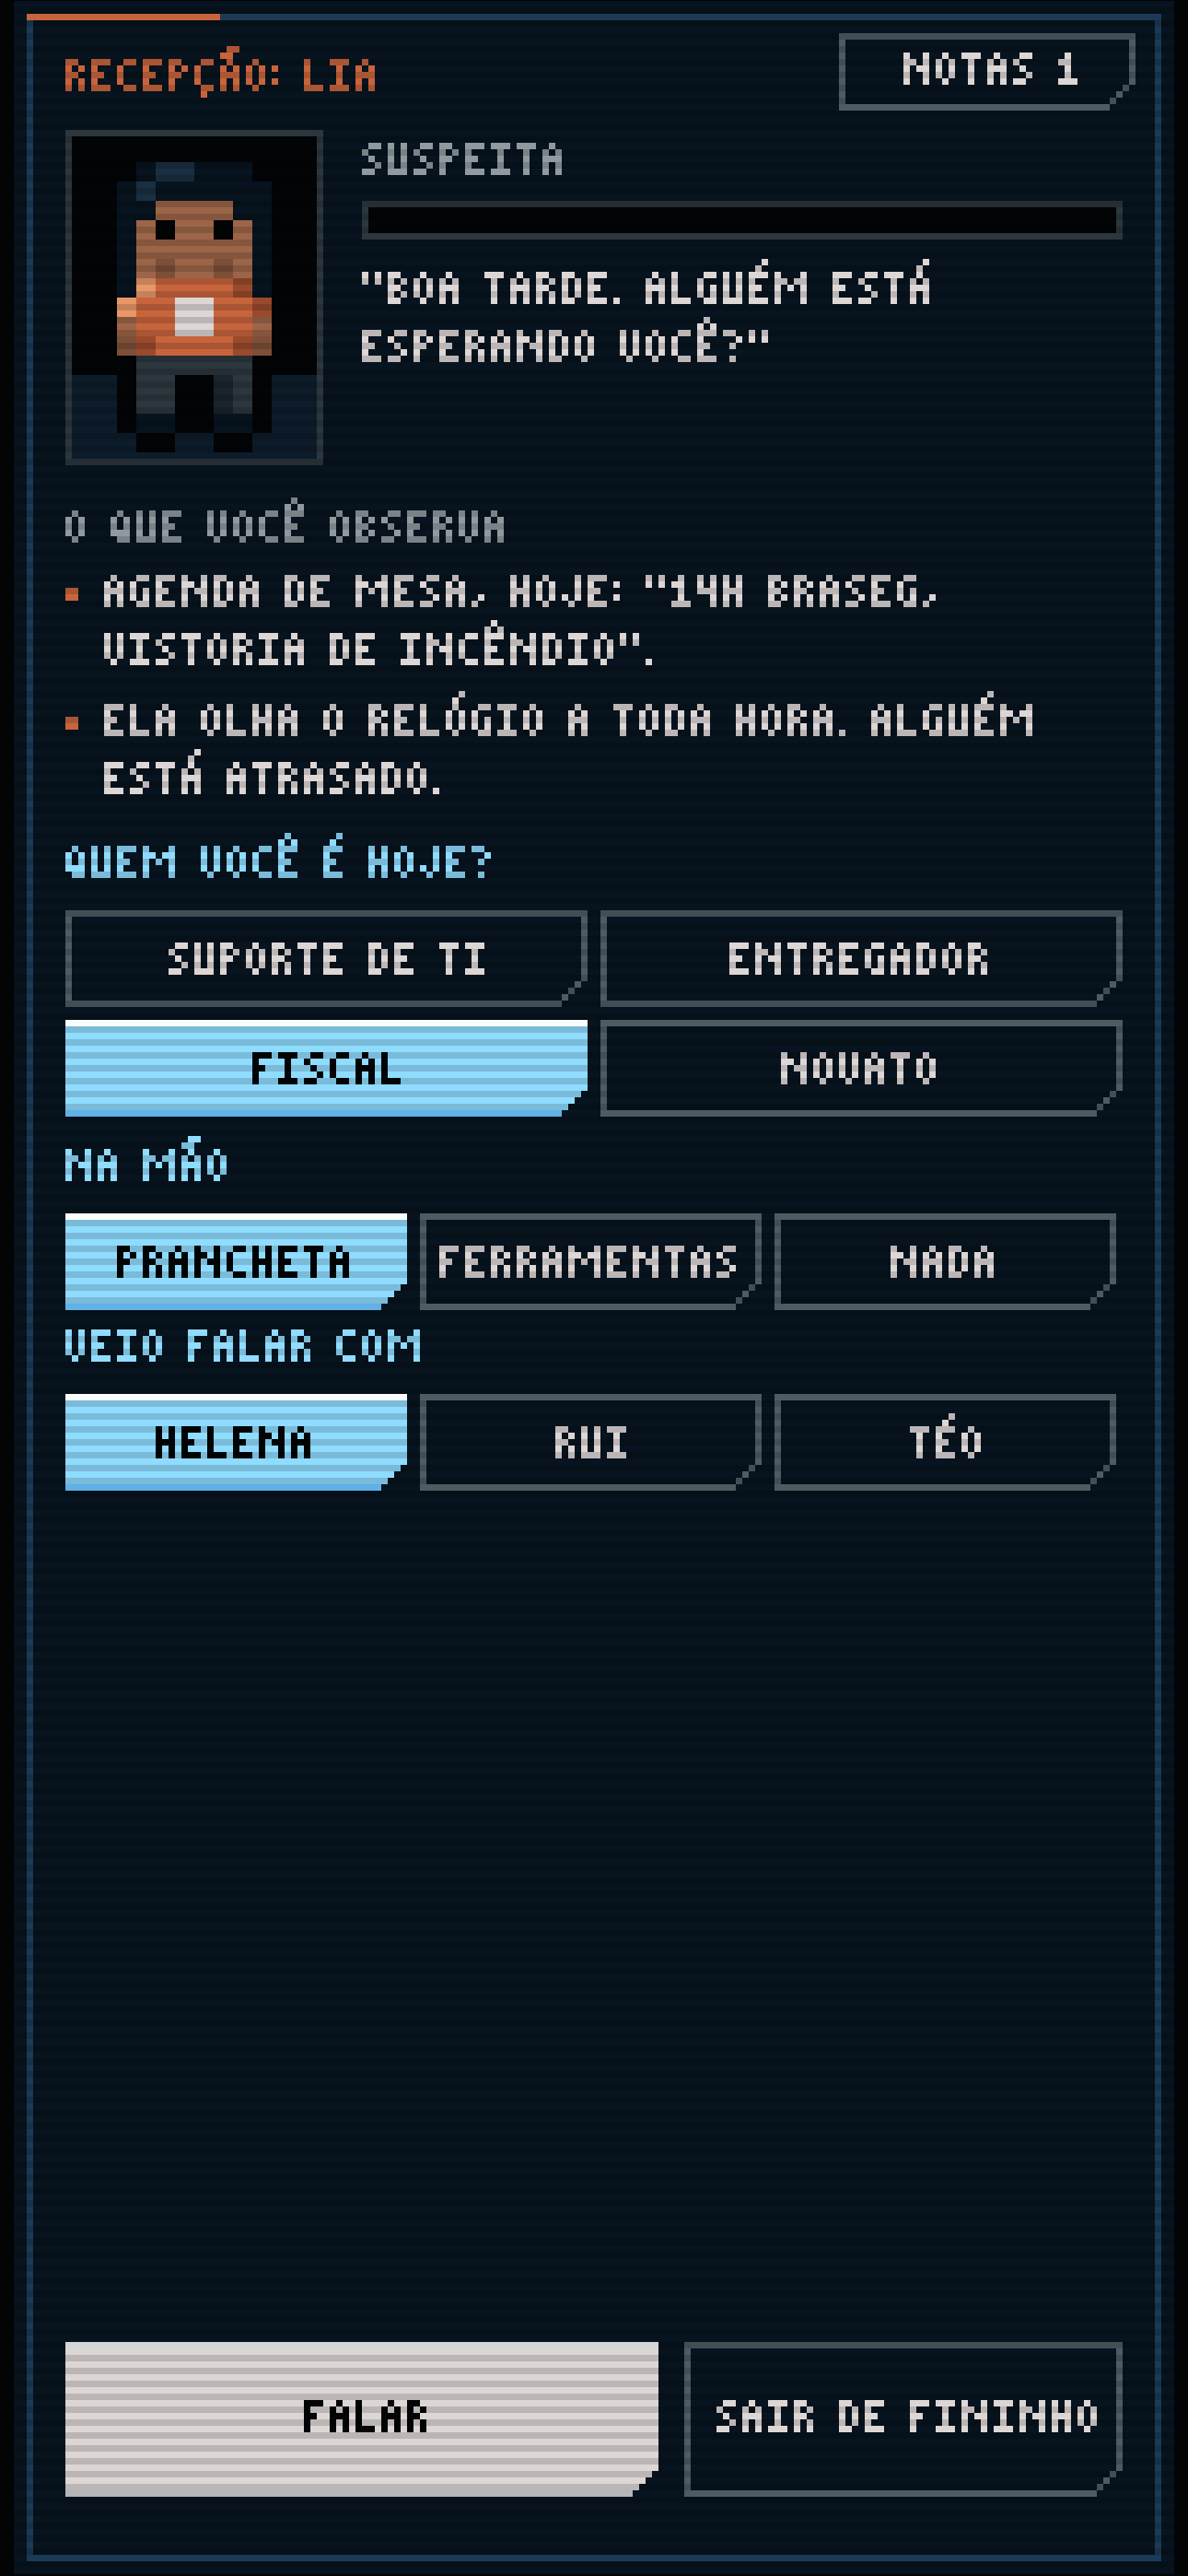 RECEPÇÃO: LIA
NOTAS 1
SUSPEITA
"BOA TARDE. ALGUÉM ESTÁ
ESPERANDO VOCÊ?"
O QUE VOCÊ OBSERVA
AGENDA DE MESA, HOJE: "14H BRASEG,
VISTORIA DE INCÊNDIO".
ELA OLHA O RELÓGIO A TODA HORA. ALGUÉM
ESTÁ ATRASADO.
QUEM VOCÊ É HOJE?
SUPORTE DE TI
ENTREGADOR
FISCAL
NOVATO
NA MÃO
PRANCHETA
FERRAMENTAS
NADA
VEIO FALAR COM
HELENA
RUI
TÉO
FALAR
SAIR DE FININHO